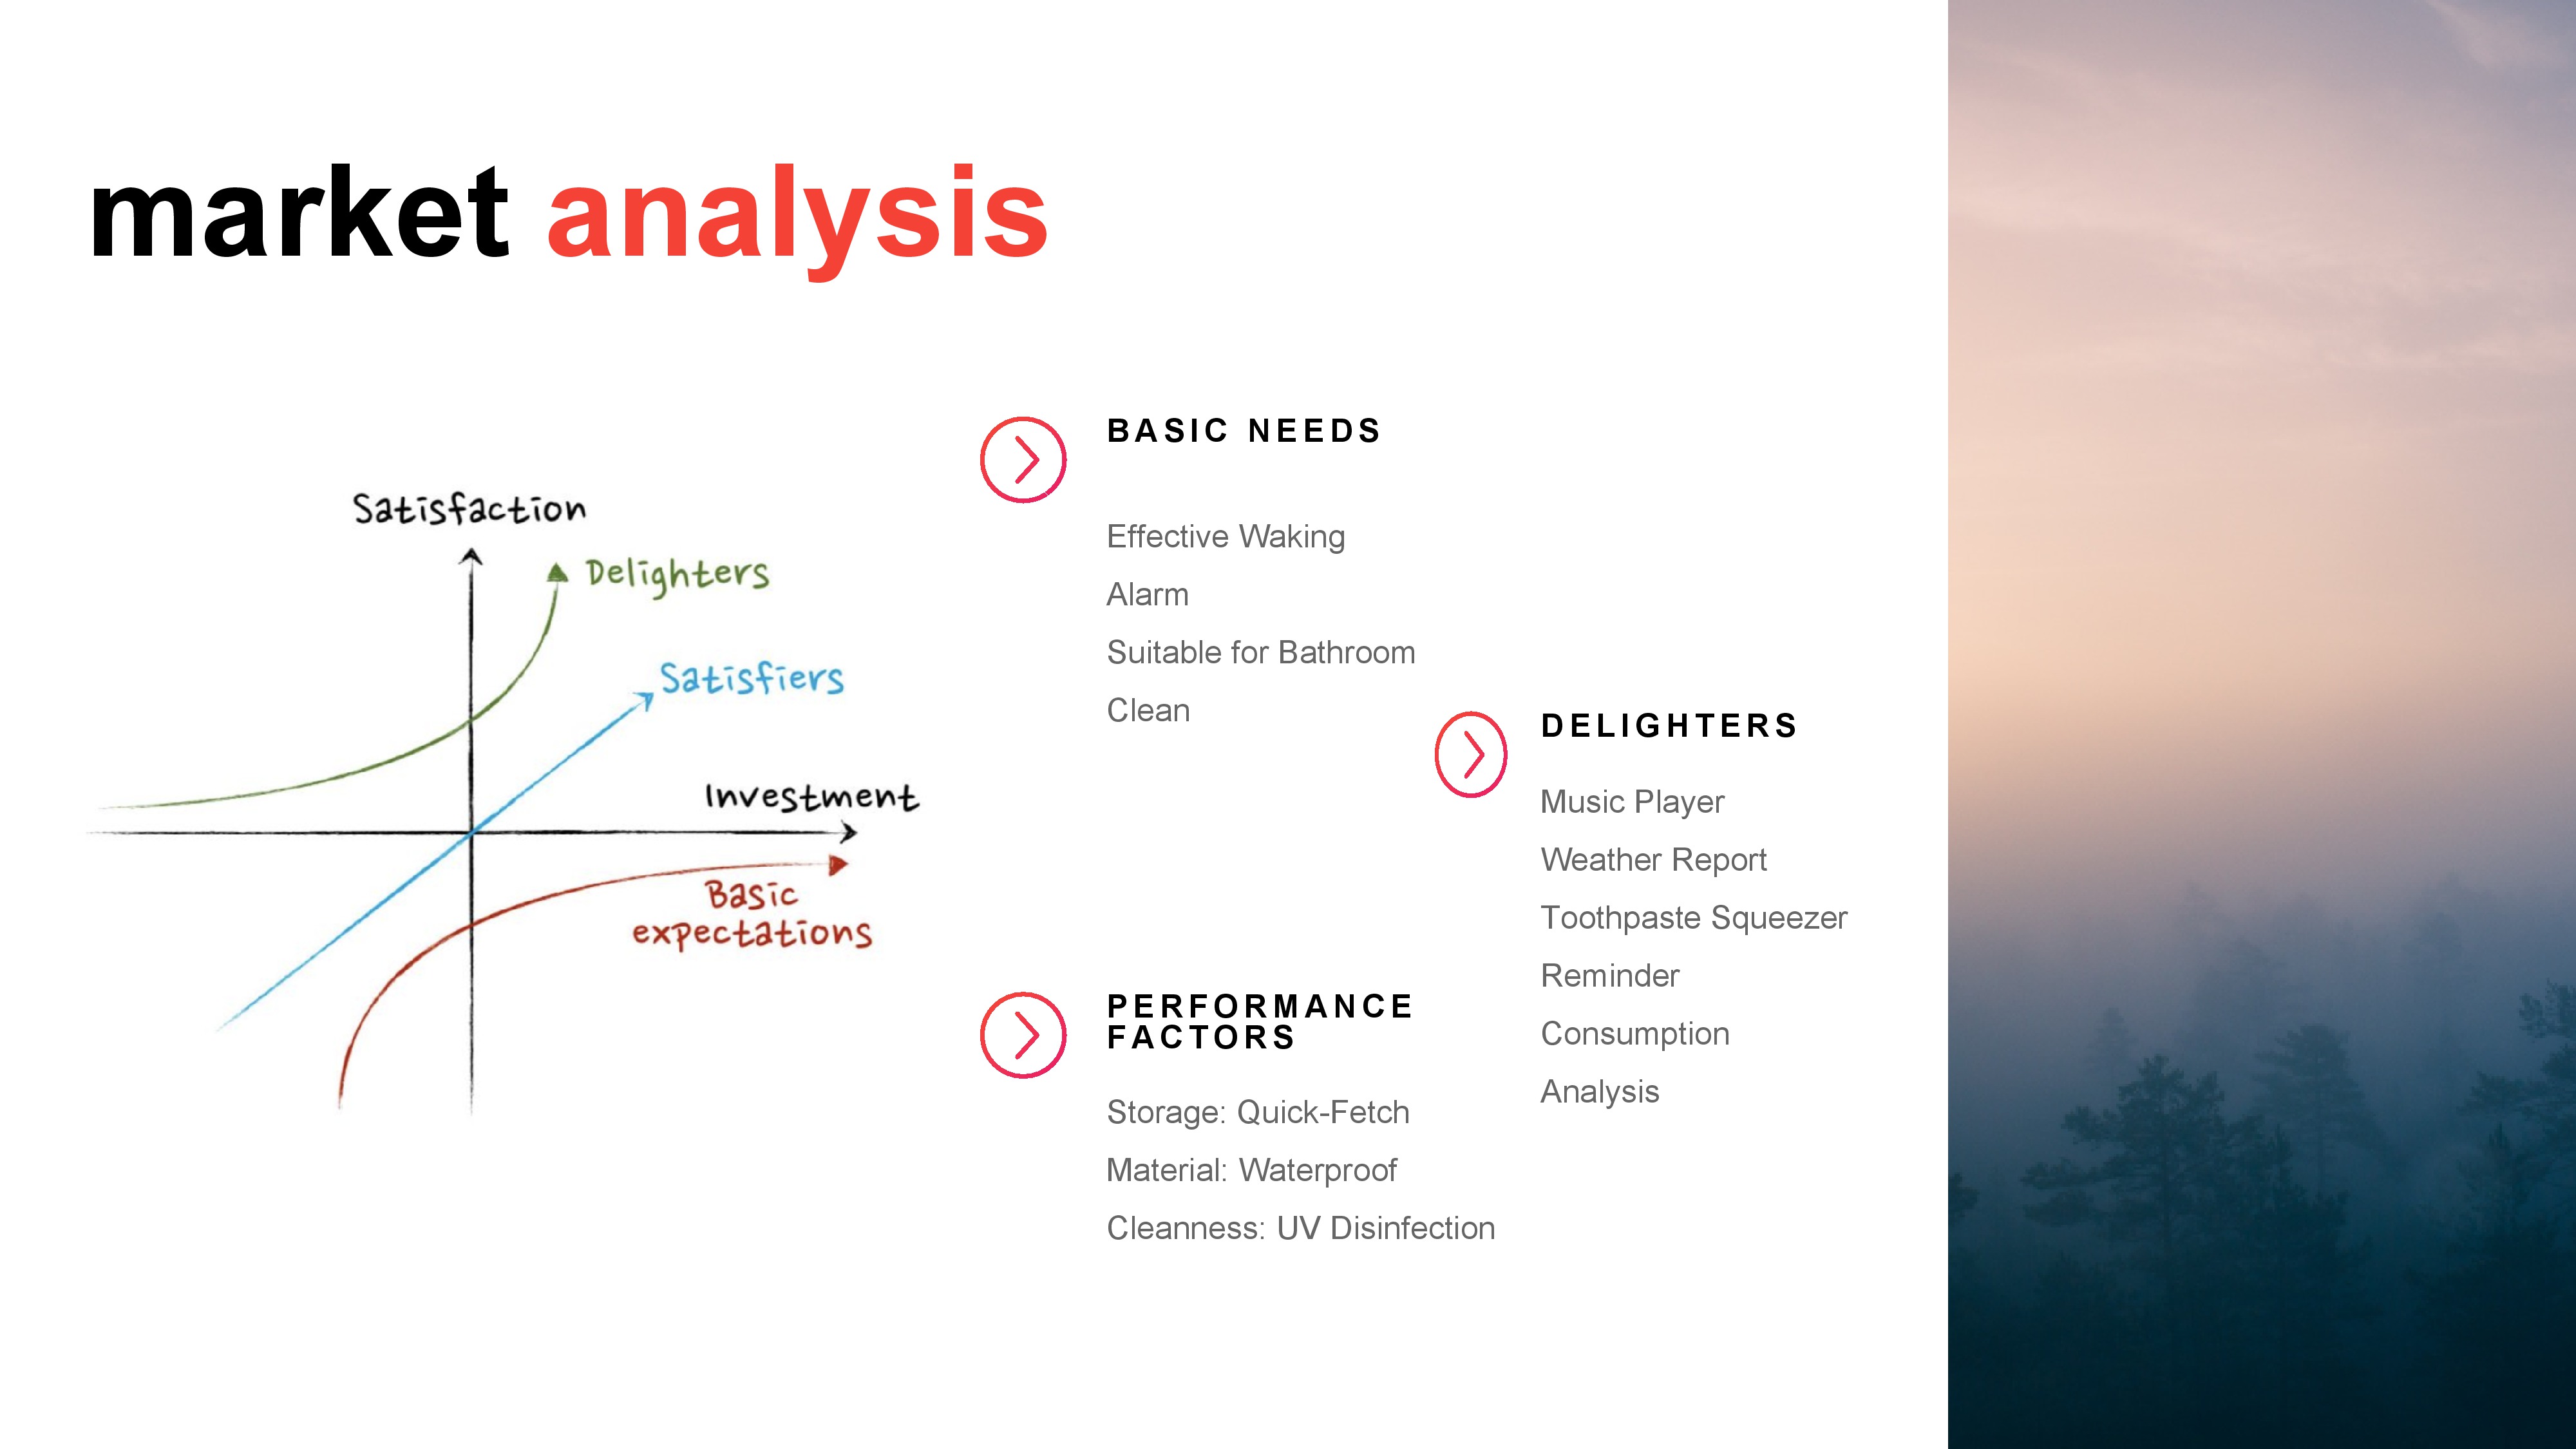 market analysis
Satisfaction
Delighters
Satisfiers
Investment
Basic
expectations
BASIC NEEDS
Effective Waking
Alarm
Suitable for Bathroom
Clean
PERFORMANCE
FACTORS
Storage: Quick-Fetch
Material: Waterproof
Cleanness: UV Disinfection
DELIGHTERS
Music Player
Weather Report
Toothpaste Squeezer
Reminder
Consumption
Analysis